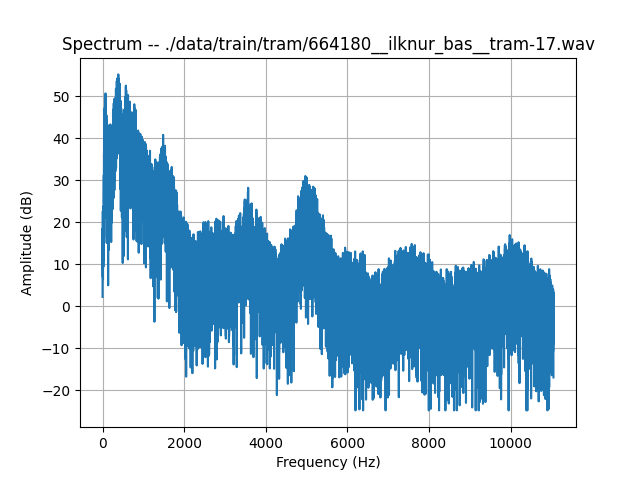 Spectrum -- ./data/train/tram/664180__ilknur_bas__tram-17.wav
50
40
30
20
10
0
−10
−20
Amplitude (dB)
0 2000 4000 6000 8000 10000
Frequency (Hz)